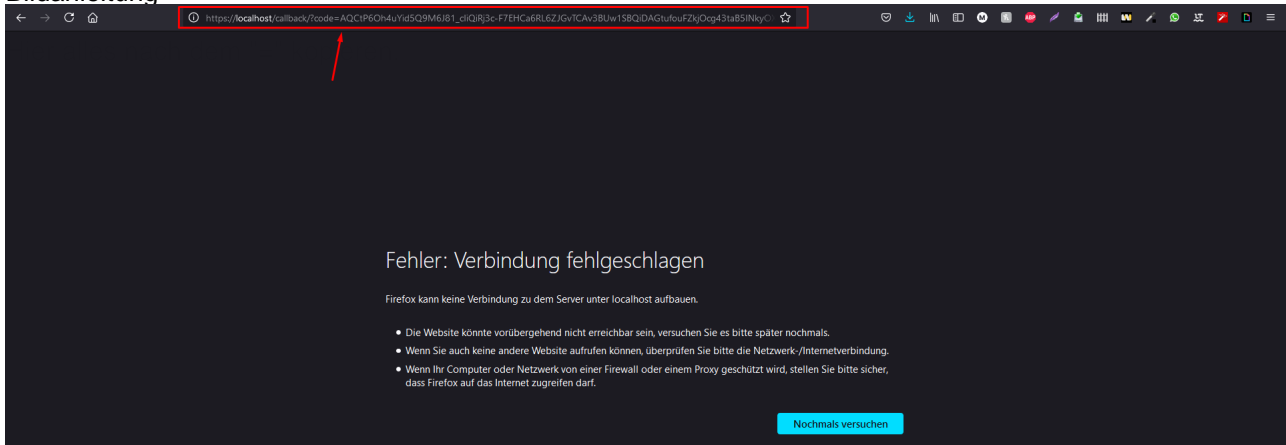 Bildanleitung
https://localhost/callback/?code=AQCtP6Oh4uYid5Q9M6J81_cliQiRj3c-F7EHCa6RL6ZJGvTCAv3BUw1SBQiDAGtufouFZkjOcg43taB5INkyO
Fehler: Verbindung fehlgeschlagen
Firefox kann keine Verbindung zu dem Server unter localhost aufbauen.
Die Website könnte vorübergehend nicht erreichbar sein, versuchen Sie es bitte später nochmals.
Wenn Sie auch keine andere Website aufrufen können, überprüfen Sie bitte die Netzwerk-/Internetverbindung.
Wenn Ihr Computer oder Netzwerk von einer Firewall oder einem Proxy geschützt wird, stellen Sie bitte sicher,
dass Firefox auf das Internet zugreifen darf.
Nochmals versuchen